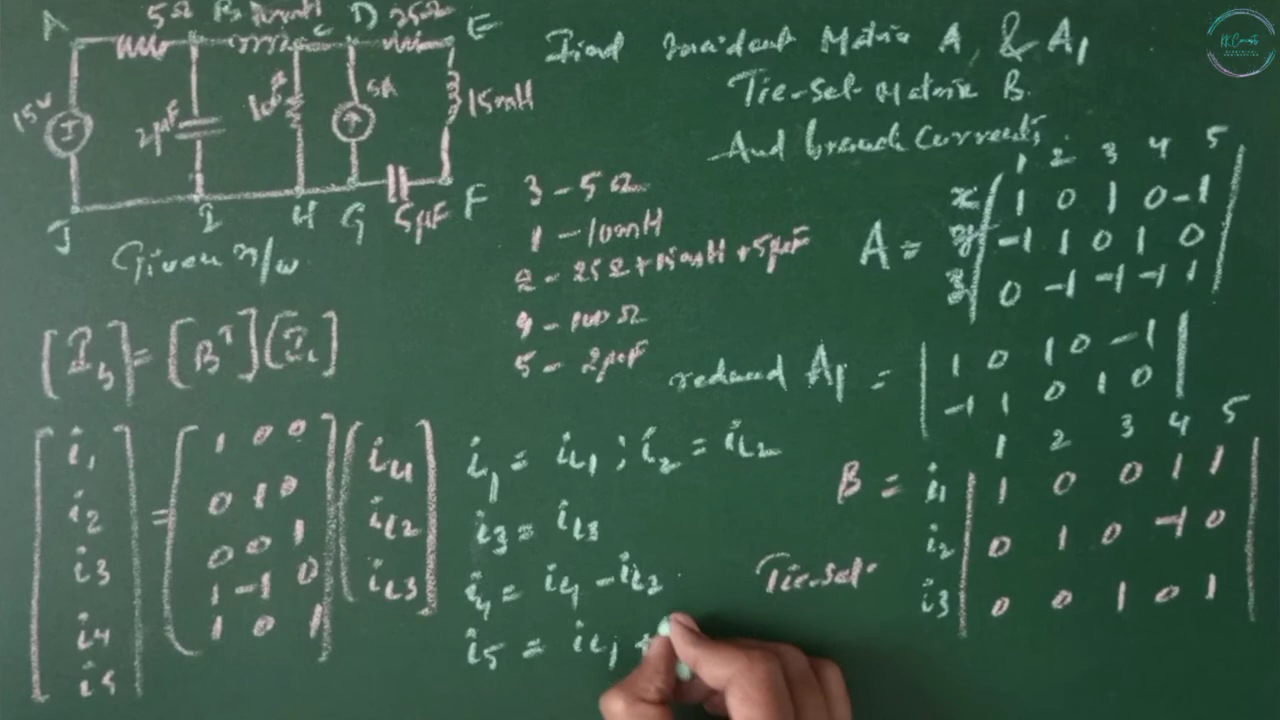 A 5Ω B 10mH C D 25Ω E
15V 2μF 100Ω 5A 15mH
J I H G 5μF F
Given n/w
Find Incident Matrix A & A1
Tie-set Matrix B
And branch Currents
3 - 5Ω
1 - 10mH
2 - 25Ω + 15mH + 5μF
4 - 100Ω
5 - 2μF
1 2 3 4 5
x 1 0 1 0 -1
A = y -1 1 0 1 0
z 0 -1 -1 -1 1
reduced A1 = 1 0 1 0 -1
-1 1 0 1 0
1 2 3 4 5
B = i1 1 0 0 1 1
i2 0 1 0 -1 0
Tie-set
i3 0 0 1 0 1
[Ib] = [B^T][IL]
i1 1 0 0 iL1
i2 = 0 1 0 iL2
i3 0 0 1 iL3
i4 1 -1 0
i5 1 0 1
i1 = iL1 ; i2 = iL2
i3 = iL3
i4 = iL1 - iL2
i5 = iL1 +